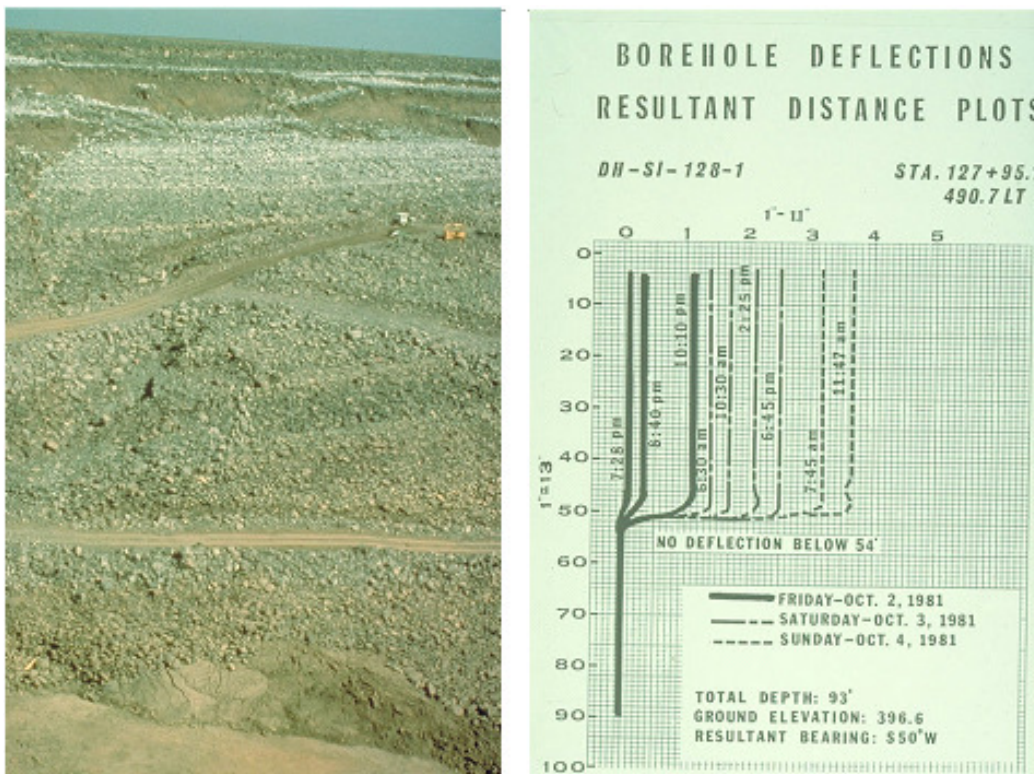 BOREHOLE DEFLECTIONS
RESULTANT DISTANCE PLOTS
DH-SI-128-1
STA. 127+95.
490.7 LT
0 1 2 3 4 5
0
10
20
30
40
50
60
70
80
90
100
7:28 pm
8:40 pm
10:10 pm
6:30 am
10:30 am
2:25 pm
6:45 pm
7:45 am
11:47 am
1"=13'
NO DEFLECTION BELOW 54'
FRIDAY-OCT. 2, 1981
SATURDAY-OCT. 3, 1981
SUNDAY-OCT. 4, 1981
TOTAL DEPTH: 93'
GROUND ELEVATION: 396.6
RESULTANT BEARING: S50°W